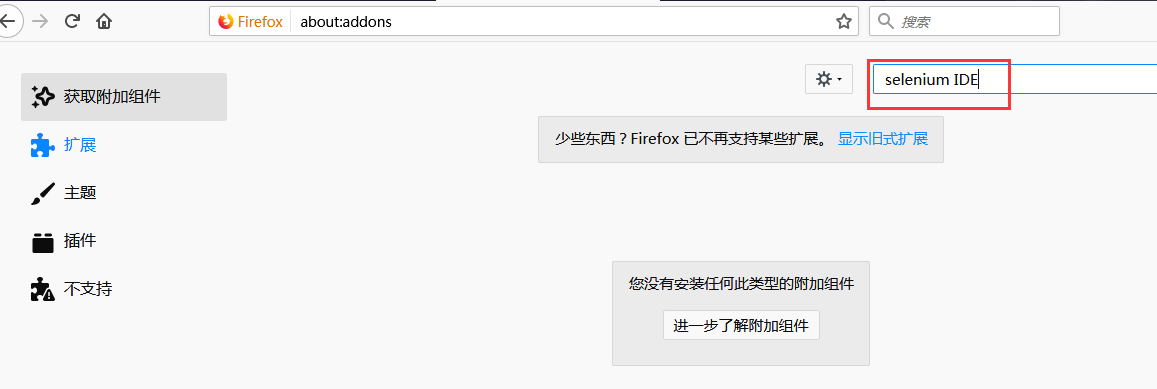 Firefox about:addons 搜索
selenium IDE
获取附加组件
扩展
主题
插件
不支持
少些东西？Firefox 已不再支持某些扩展。 显示旧式扩展
您没有安装任何此类型的附加组件
进一步了解附加组件